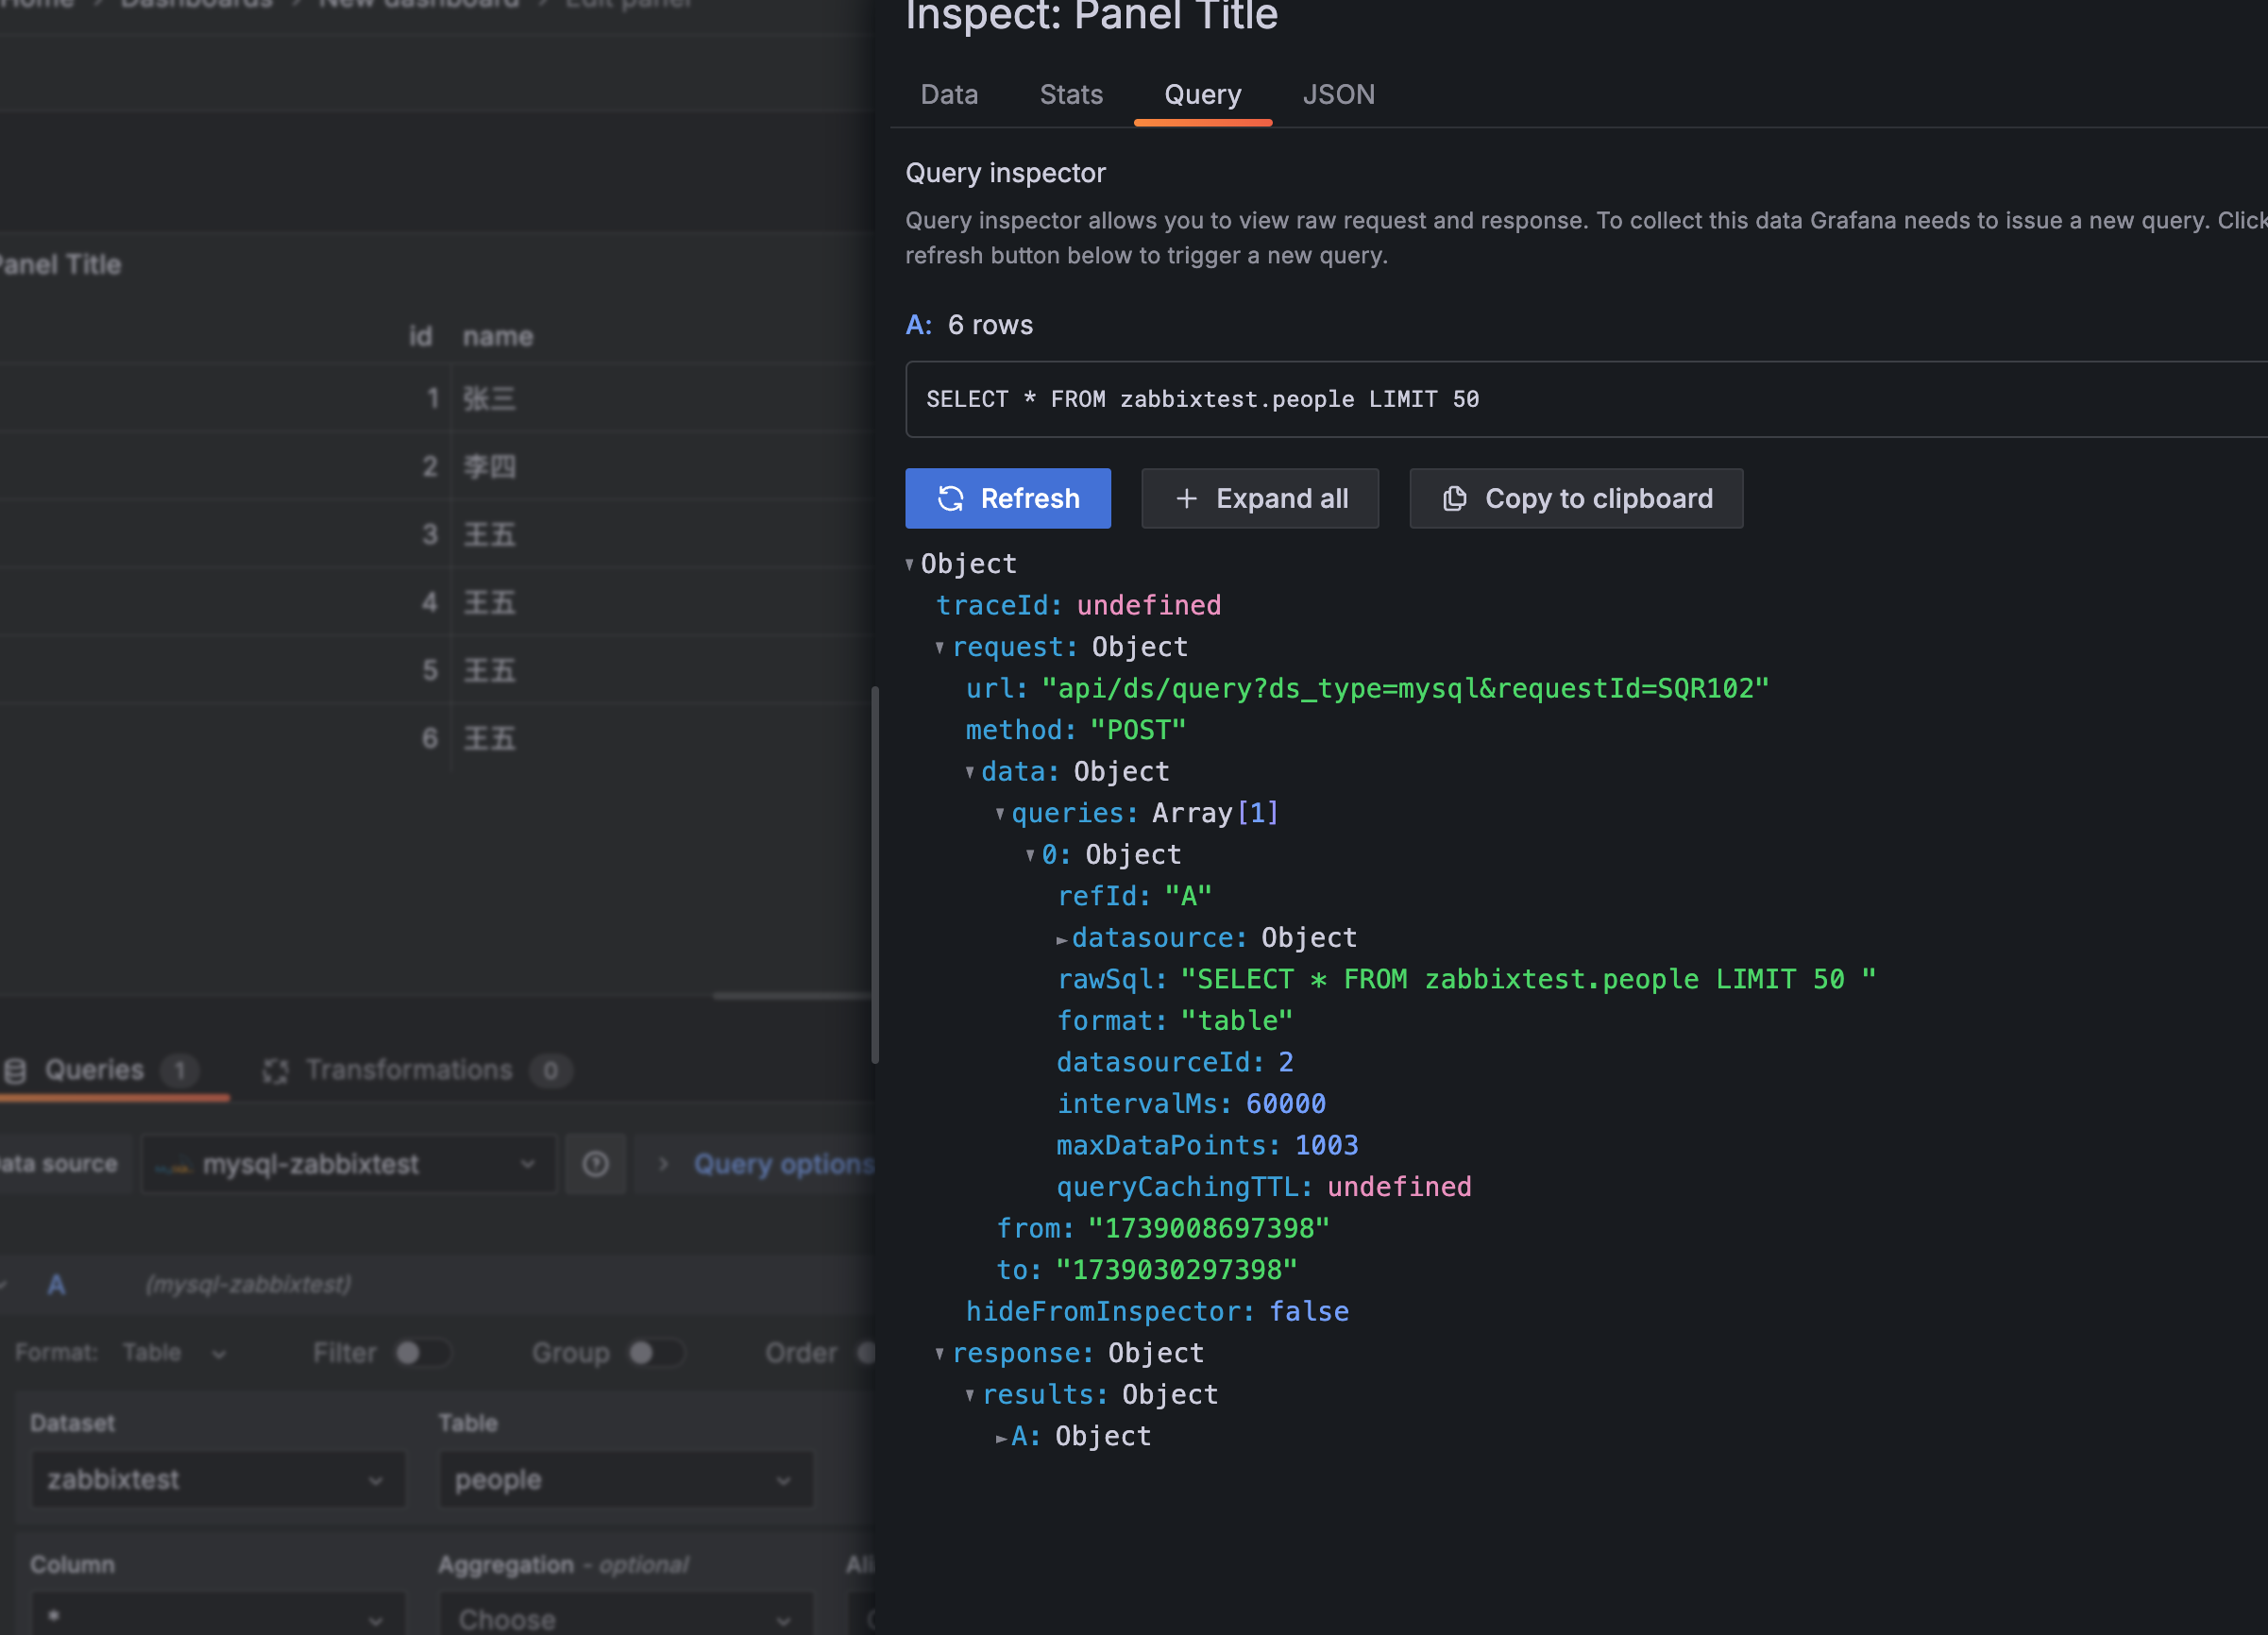 Home > Dashboards > New dashboard > Edit panel
Panel Title
id name
1 张三
2 李四
3 王五
4 王五
5 王五
6 王五
Queries 1
Transformations 0
Data source
mysql-zabbixtest
Query options
A (mysql-zabbixtest)
Format: Table
Filter
Group
Order
Dataset
Table
zabbixtest
people
Column
Aggregation - optional
Ali
*
Choose
Inspect: Panel Title
Data Stats Query JSON
Query inspector
Query inspector allows you to view raw request and response. To collect this data Grafana needs to issue a new query. Click
refresh button below to trigger a new query.
A: 6 rows
SELECT * FROM zabbixtest.people LIMIT 50
Refresh
Expand all
Copy to clipboard
Object
traceId: undefined
request: Object
url: "api/ds/query?ds_type=mysql&requestId=SQR102"
method: "POST"
data: Object
queries: Array[1]
0: Object
refId: "A"
datasource: Object
rawSql: "SELECT * FROM zabbixtest.people LIMIT 50 "
format: "table"
datasourceId: 2
intervalMs: 60000
maxDataPoints: 1003
queryCachingTTL: undefined
from: "1739008697398"
to: "1739030297398"
hideFromInspector: false
response: Object
results: Object
A: Object